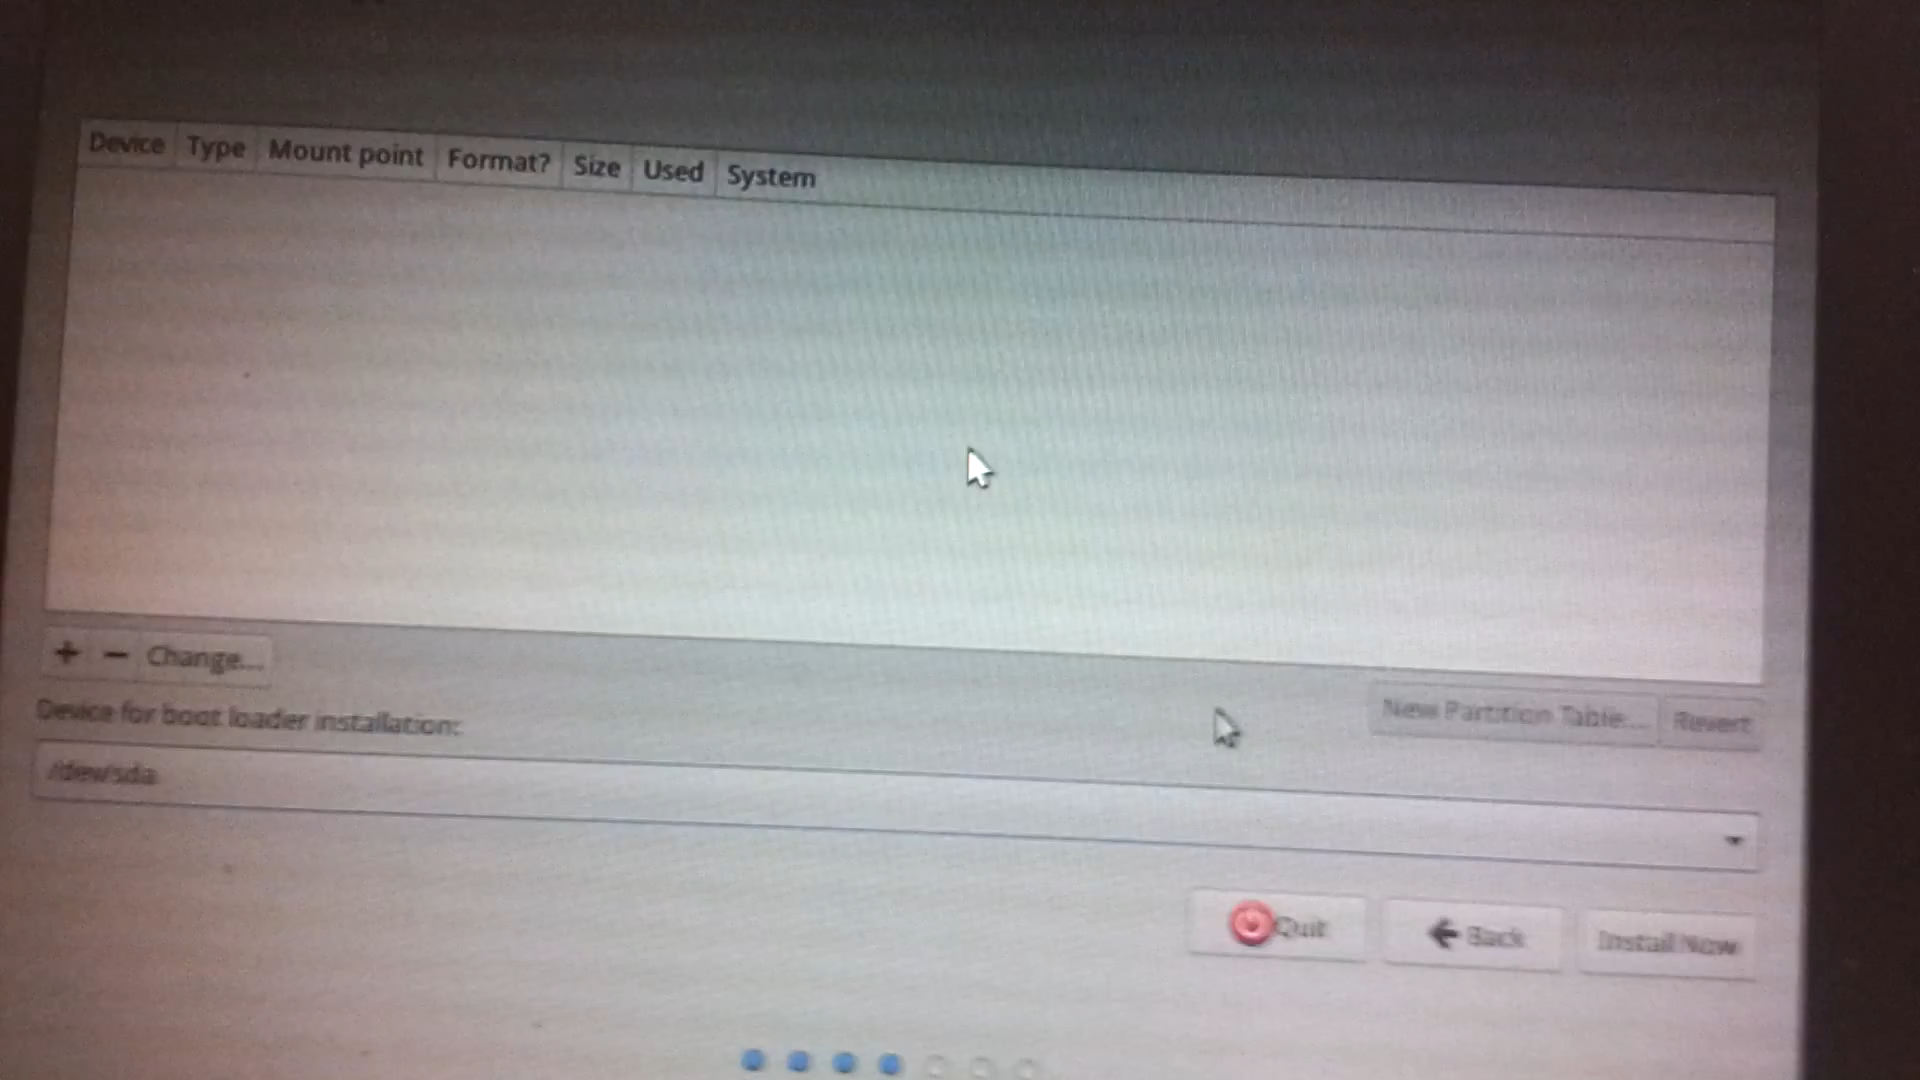 Device Type Mount point Format? Size Used System
+ - Change...
New Partition Table... Revert
Device for boot loader installation:
/dev/sda
Quit Back Install Now